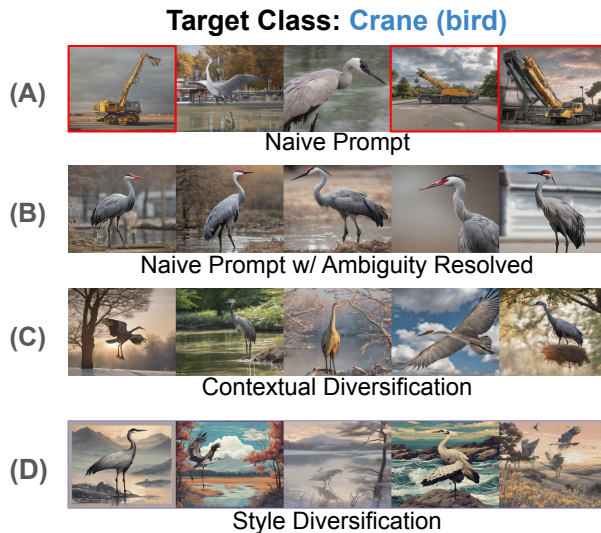 Target Class: Crane (bird)
(A)
Naive Prompt
(B)
Naive Prompt w/ Ambiguity Resolved
(C)
Contextual Diversification
(D)
Style Diversification